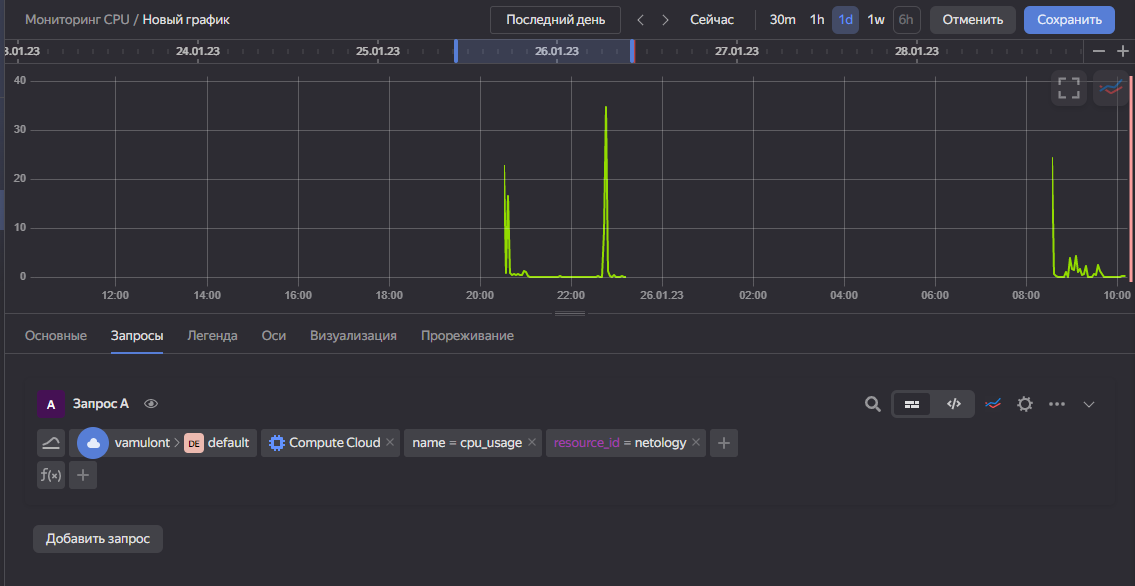 Мониторинг CPU / Новый график
Последний день
Сейчас
30m 1h 1d 1w 6h
Отменить
Сохранить
3.01.23 24.01.23 25.01.23 26.01.23 27.01.23 28.01.23
40
30
20
10
0
12:00 14:00 16:00 18:00 20:00 22:00 26.01.23 02:00 04:00 06:00 08:00 10:00
Основные Запросы Легенда Оси Визуализация Прореживание
A Запрос A
</>
vamulont > DE default Compute Cloud × name = cpu_usage × resource_id = netology × +
f(x) +
Добавить запрос